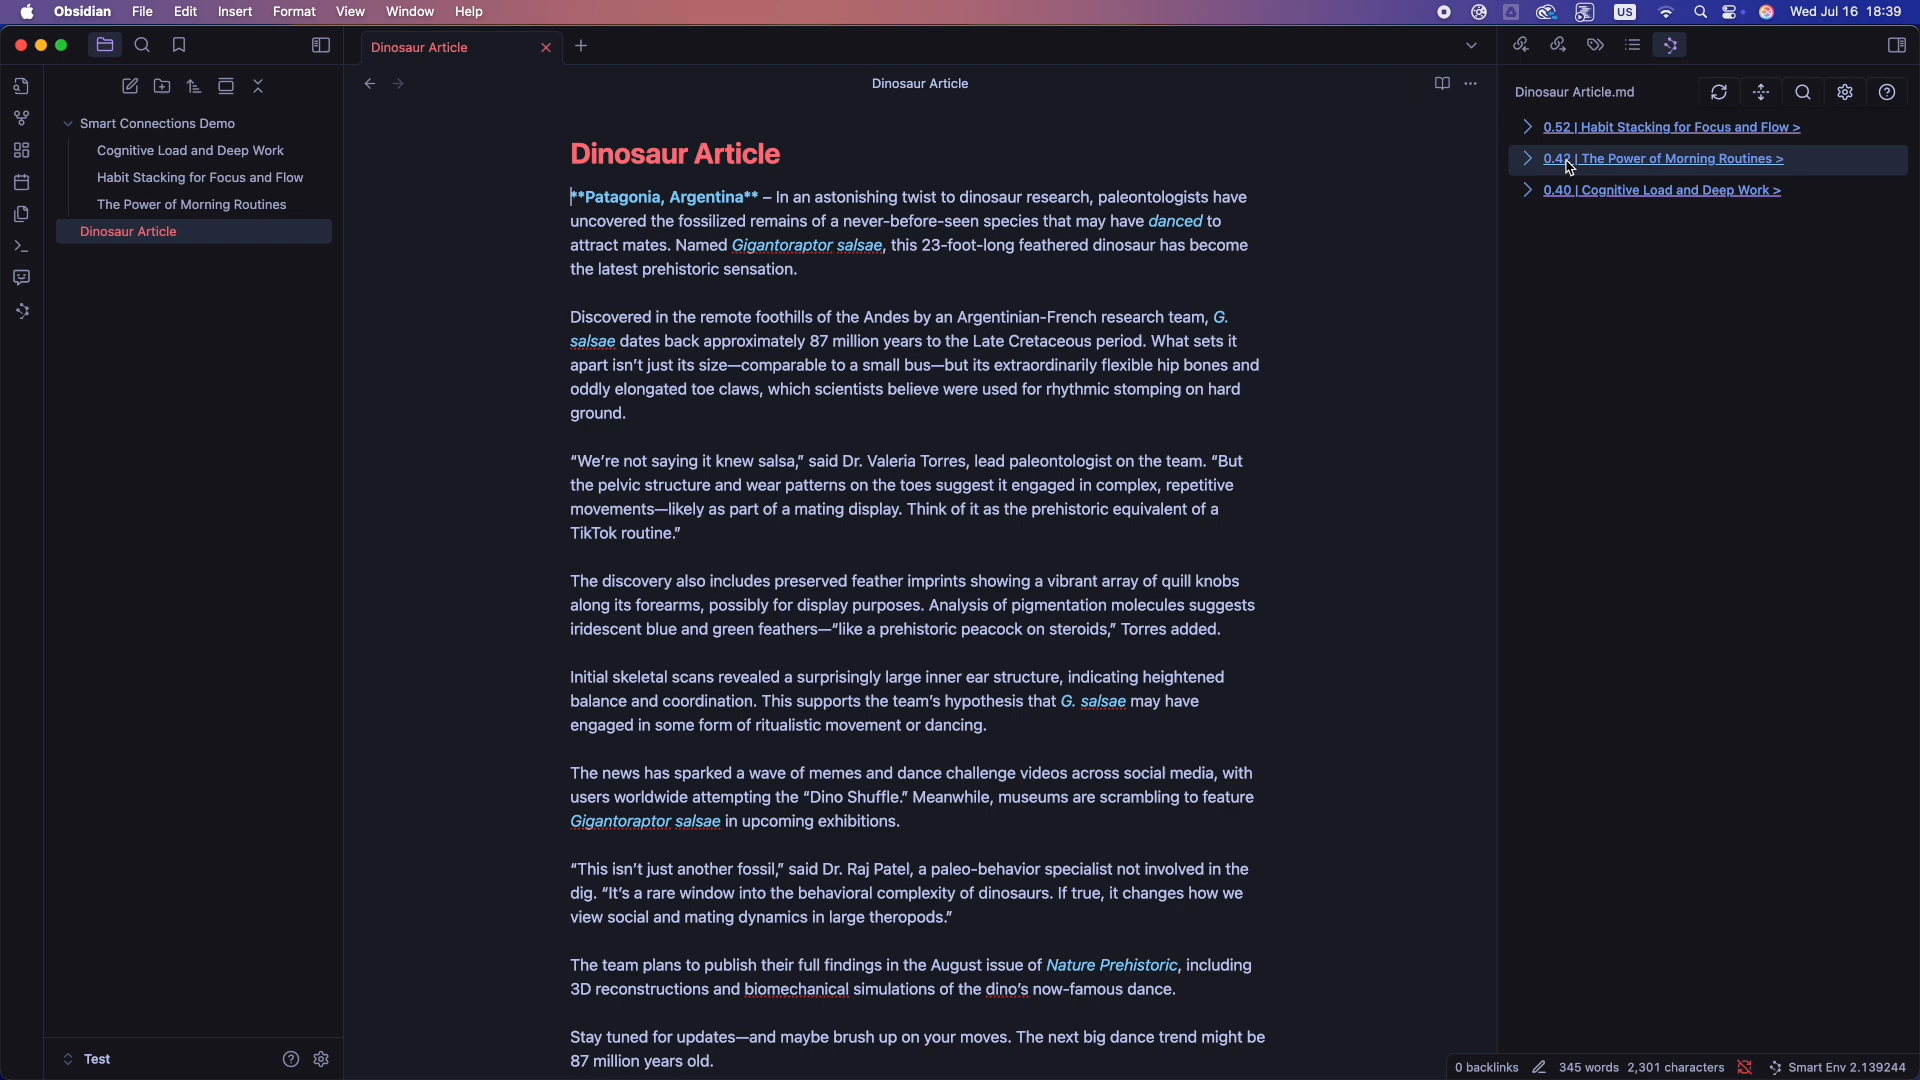 Obsidian File Edit Insert Format View Window Help
US Wed Jul 16 18:39
Dinosaur Article
Dinosaur Article
Dinosaur Article.md
Smart Connections Demo
Cognitive Load and Deep Work
Habit Stacking for Focus and Flow
The Power of Morning Routines
Dinosaur Article
Dinosaur Article
**Patagonia, Argentina** – In an astonishing twist to dinosaur research, paleontologists have
uncovered the fossilized remains of a never-before-seen species that may have danced to
attract mates. Named Gigantoraptor salsae, this 23-foot-long feathered dinosaur has become
the latest prehistoric sensation.
Discovered in the remote foothills of the Andes by an Argentinian-French research team, G.
salsae dates back approximately 87 million years to the Late Cretaceous period. What sets it
apart isn’t just its size—comparable to a small bus—but its extraordinarily flexible hip bones and
oddly elongated toe claws, which scientists believe were used for rhythmic stomping on hard
ground.
“We’re not saying it knew salsa,” said Dr. Valeria Torres, lead paleontologist on the team. “But
the pelvic structure and wear patterns on the toes suggest it engaged in complex, repetitive
movements—likely as part of a mating display. Think of it as the prehistoric equivalent of a
TikTok routine.”
The discovery also includes preserved feather imprints showing a vibrant array of quill knobs
along its forearms, possibly for display purposes. Analysis of pigmentation molecules suggests
iridescent blue and green feathers—“like a prehistoric peacock on steroids,” Torres added.
Initial skeletal scans revealed a surprisingly large inner ear structure, indicating heightened
balance and coordination. This supports the team’s hypothesis that G. salsae may have
engaged in some form of ritualistic movement or dancing.
The news has sparked a wave of memes and dance challenge videos across social media, with
users worldwide attempting the “Dino Shuffle.” Meanwhile, museums are scrambling to feature
Gigantoraptor salsae in upcoming exhibitions.
“This isn’t just another fossil,” said Dr. Raj Patel, a paleo-behavior specialist not involved in the
dig. “It’s a rare window into the behavioral complexity of dinosaurs. If true, it changes how we
view social and mating dynamics in large theropods.”
The team plans to publish their full findings in the August issue of Nature Prehistoric, including
3D reconstructions and biomechanical simulations of the dino’s now-famous dance.
Stay tuned for updates—and maybe brush up on your moves. The next big dance trend might be
87 million years old.
0.52 | Habit Stacking for Focus and Flow >
0.42 | The Power of Morning Routines >
0.40 | Cognitive Load and Deep Work >
Test
0 backlinks 345 words 2,301 characters Smart Env 2.139244